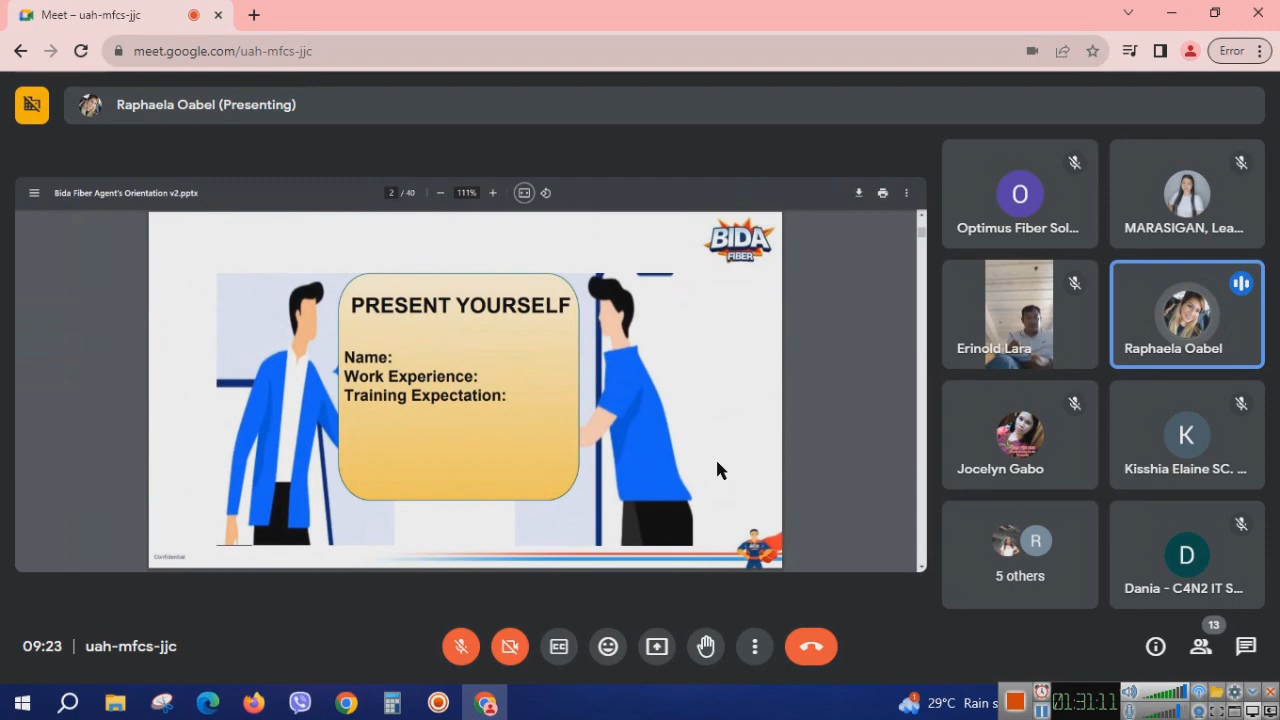 Meet – uah-mfcs-jjc
meet.google.com/uah-mfcs-jjc
Error
Raphaela Oabel (Presenting)
Bida Fiber Agent's Orientation v2.pptx
2 / 40
111%
BIDA
FIBER
PRESENT YOURSELF
Name:
Work Experience:
Training Expectation:
Confidential
O
Optimus Fiber Sol...
MARASIGAN, Lea...
Erinold Lara
Raphaela Oabel
Jocelyn Gabo
K
Kisshia Elaine SC. ...
R
5 others
D
Dania - C4N2 IT S...
09:23
uah-mfcs-jjc
13
29°C Rain s
01:31:11